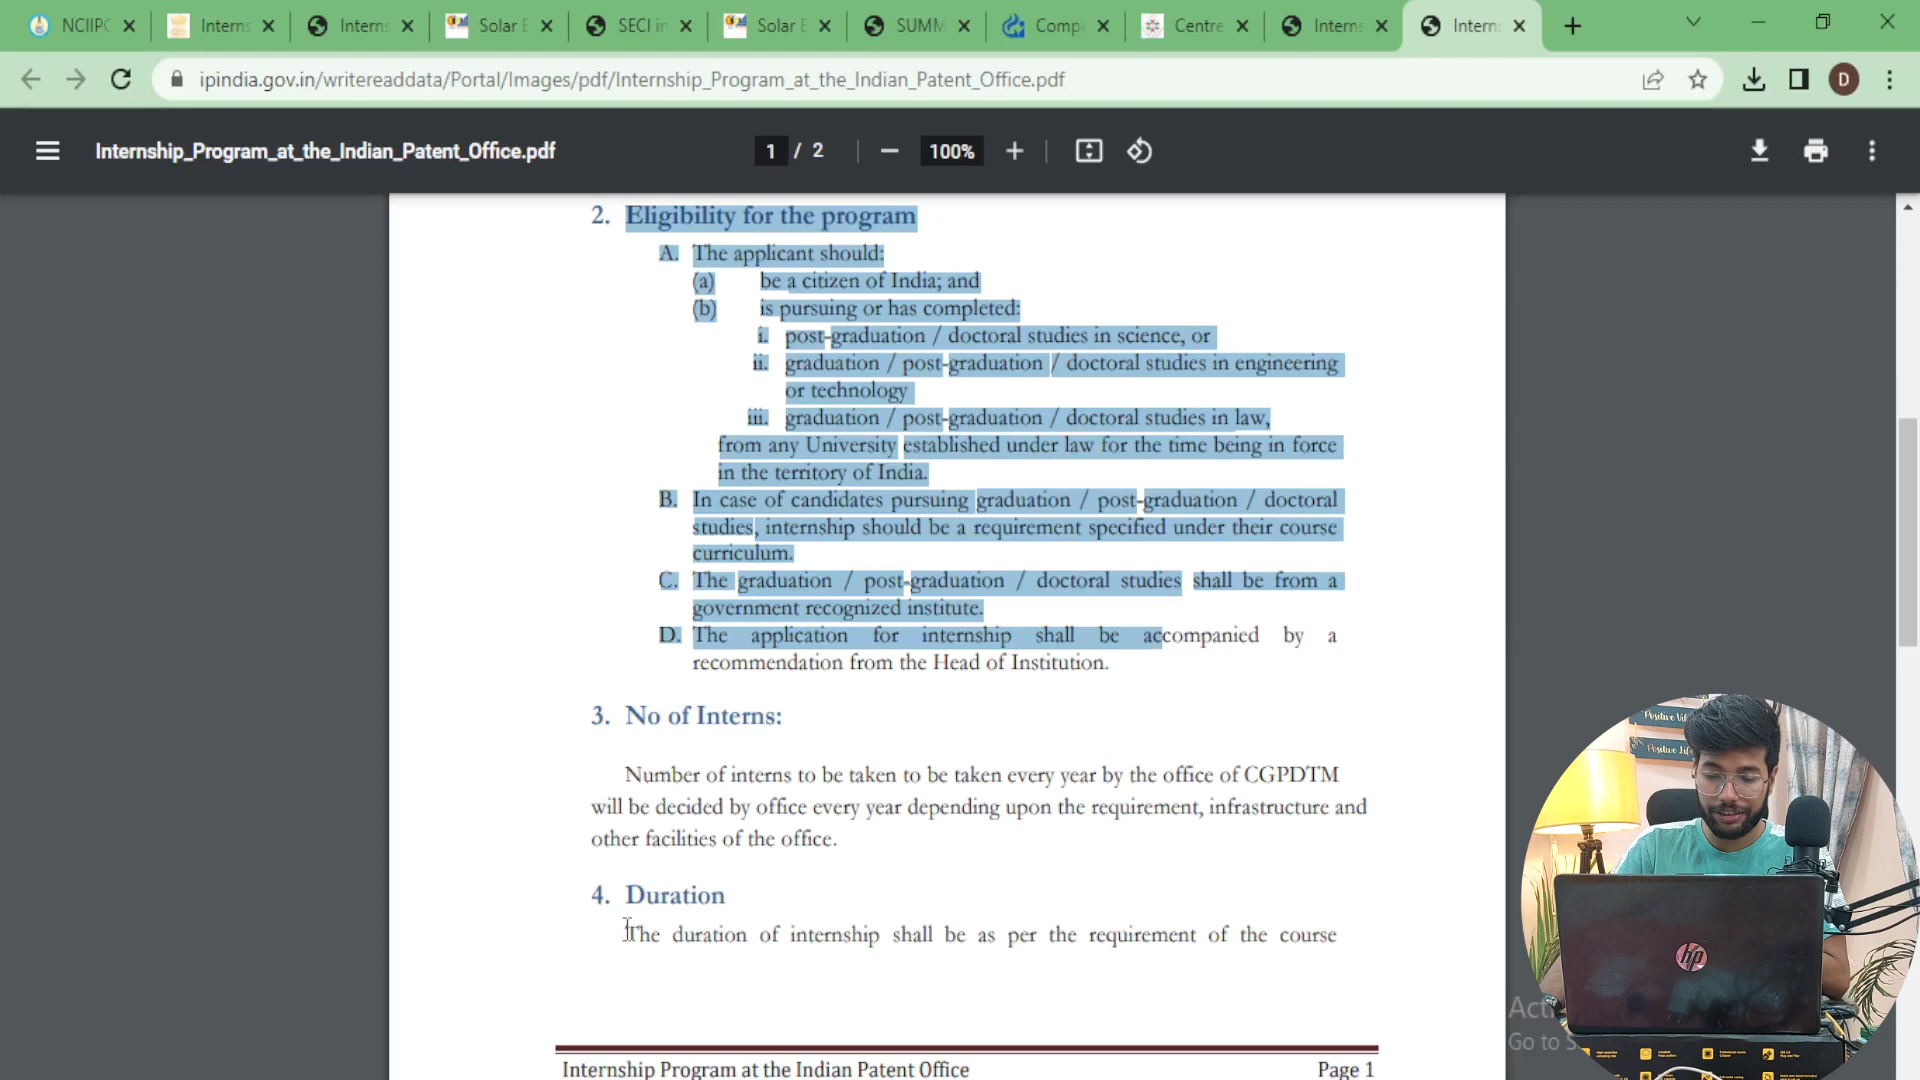 NCIIPC
Interns
Interns
Solar E
SECI in
Solar E
SUMM
Comp
Centre
Intern
Intern
ipindia.gov.in/writereaddata/Portal/Images/pdf/Internship_Program_at_the_Indian_Patent_Office.pdf
D
Internship_Program_at_the_Indian_Patent_Office.pdf
1 / 2
100%
2. Eligibility for the program
A. The applicant should:
(a) be a citizen of India; and
(b) is pursuing or has completed:
i. post-graduation / doctoral studies in science, or
ii. graduation / post-graduation / doctoral studies in engineering
or technology
iii. graduation / post-graduation / doctoral studies in law,
from any University established under law for the time being in force
in the territory of India.
B. In case of candidates pursuing graduation / post-graduation / doctoral
studies, internship should be a requirement specified under their course
curriculum.
C. The graduation / post-graduation / doctoral studies shall be from a
government recognized institute.
D. The application for internship shall be accompanied by a
recommendation from the Head of Institution.
3. No of Interns:
Number of interns to be taken to be taken every year by the office of CGPDTM
will be decided by office every year depending upon the requirement, infrastructure and
other facilities of the office.
4. Duration
The duration of internship shall be as per the requirement of the course
Internship Program at the Indian Patent Office Page 1
Positive Vi
Positive Life
hp
Acti
Go to S